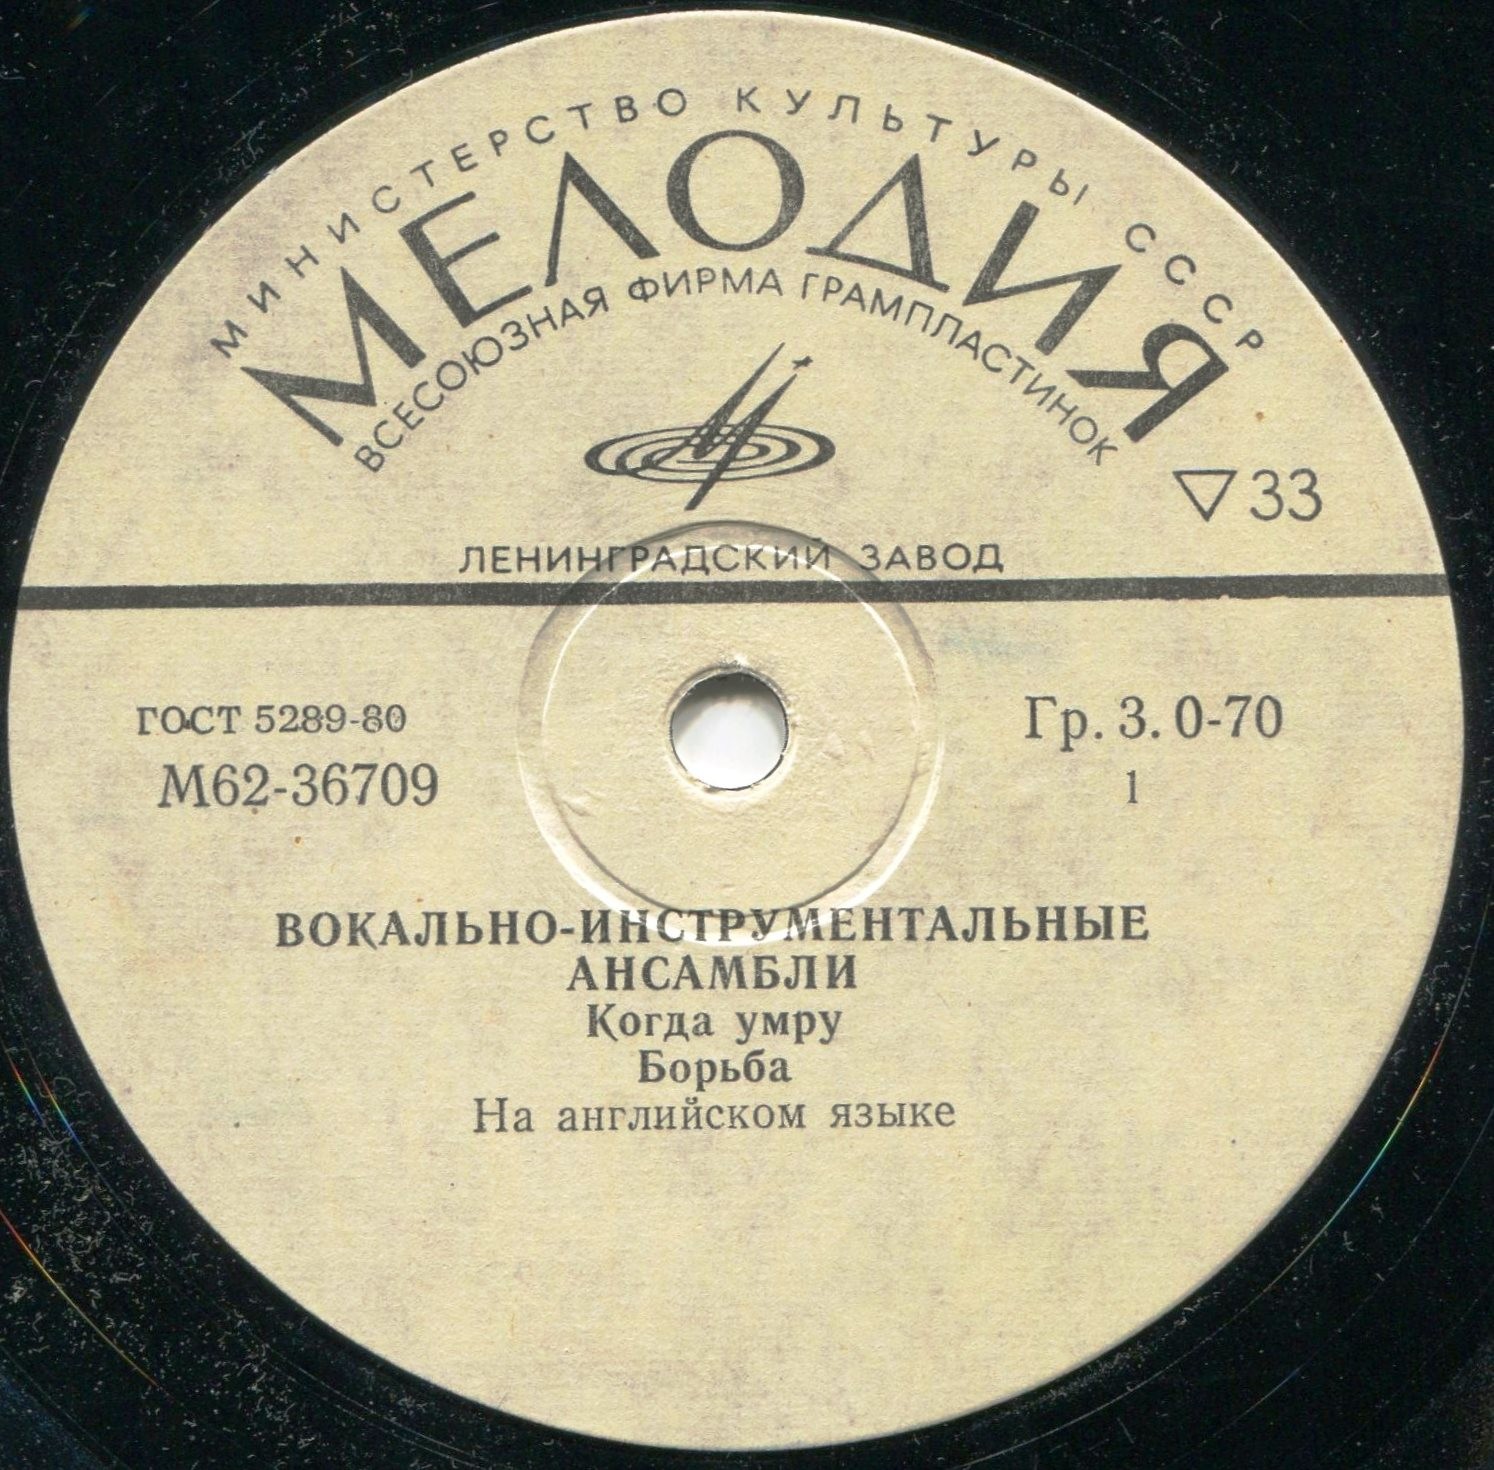 МИНИСТЕРСТВО КУЛЬТУРЫ СССР
МЕЛОДИЯ
ВСЕСОЮЗНАЯ ФИРМА ГРАМПЛАСТИНОК
33
ЛЕНИНГРАДСКИЙ ЗАВОД
ГОСТ 5289-80
Гр. 3. 0-70
М62-36709
1
ВОКАЛЬНО-ИНСТРУМЕНТАЛЬНЫЕ
АНСАМБЛИ
Когда умру
Борьба
На английском языке